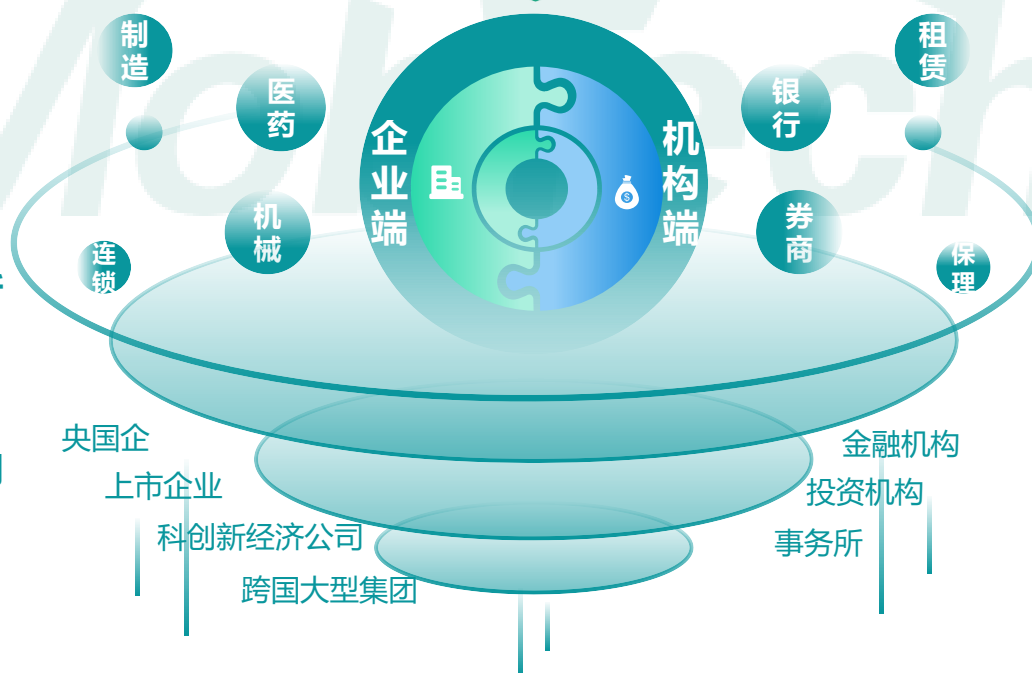 MobTech
制造
医药
机械
连锁
企业端
机构端
租赁
银行
券商
保理
央国企
上市企业
科创新经济公司
跨国大型集团
金融机构
投资机构
事务所